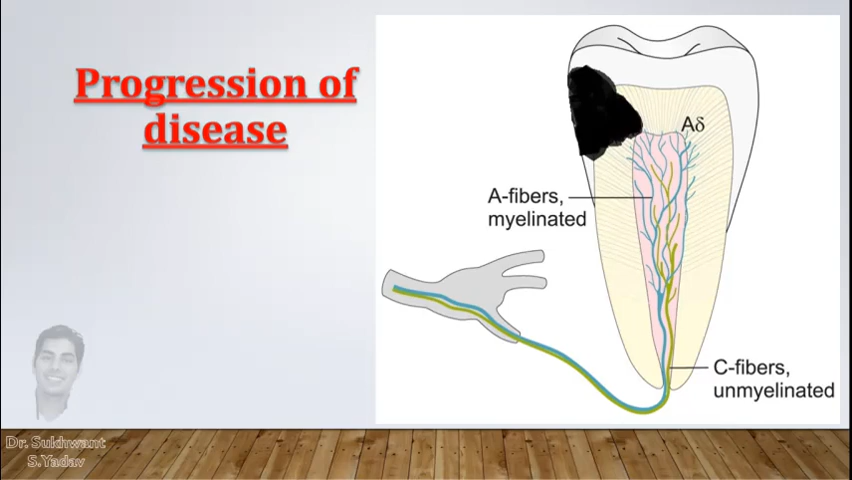 Progression of
disease
Aδ
A-fibers,
myelinated
C-fibers,
unmyelinated
Dr. Sukhwant
S.Yadav